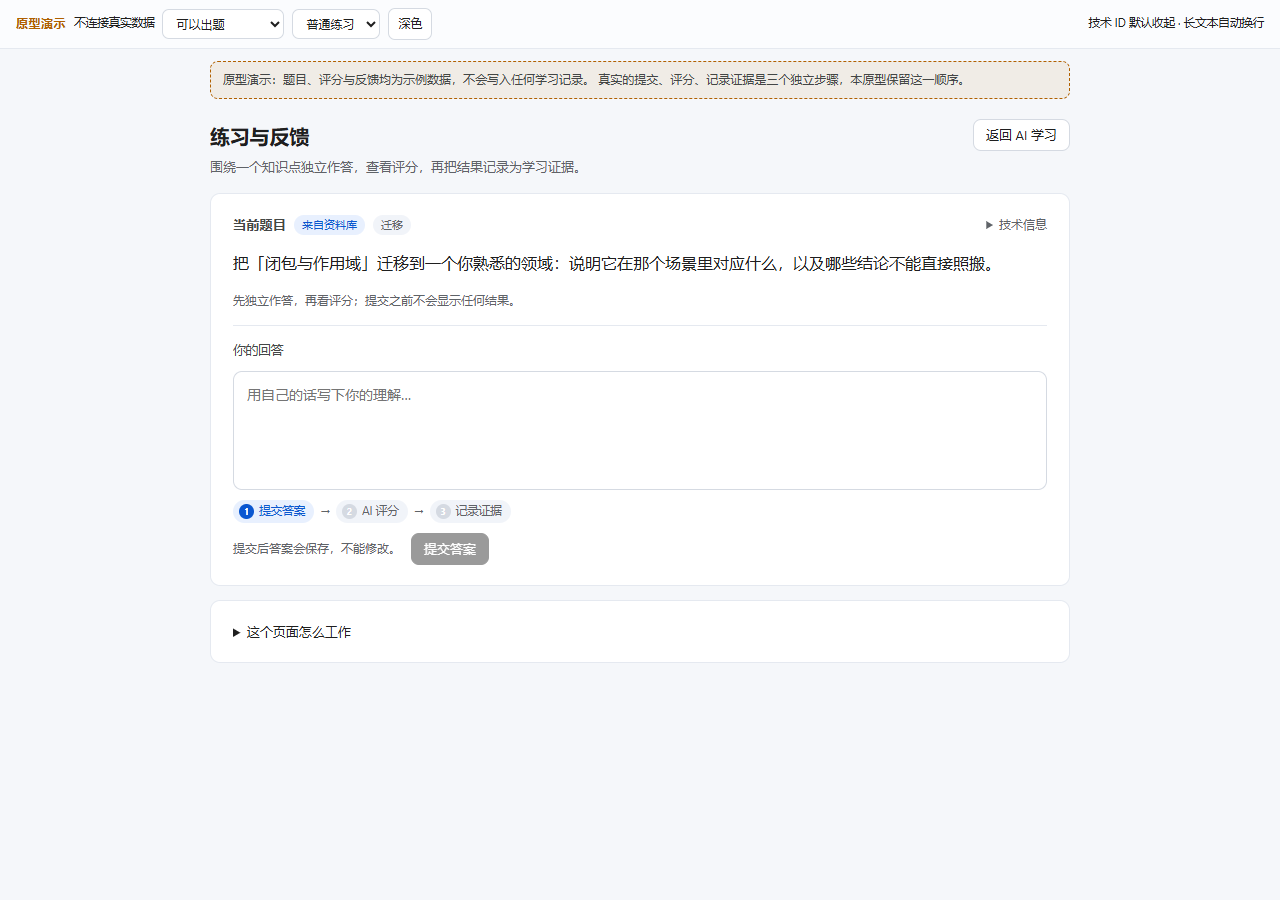 原型演示 不连接真实数据 可以出题 普通练习 深色 技术 ID 默认收起 · 长文本自动换行
原型演示：题目、评分与反馈均为示例数据，不会写入任何学习记录。 真实的提交、评分、记录证据是三个独立步骤，本原型保留这一顺序。
练习与反馈 返回 AI 学习
围绕一个知识点独立作答，查看评分，再把结果记录为学习证据。
当前题目 来自资料库 迁移 ▶ 技术信息
把「闭包与作用域」迁移到一个你熟悉的领域：说明它在那个场景里对应什么，以及哪些结论不能直接照搬。
先独立作答，再看评分；提交之前不会显示任何结果。
你的回答
用自己的话写下你的理解...
1 提交答案 → 2 AI 评分 → 3 记录证据
提交后答案会保存，不能修改。 提交答案
▶ 这个页面怎么工作